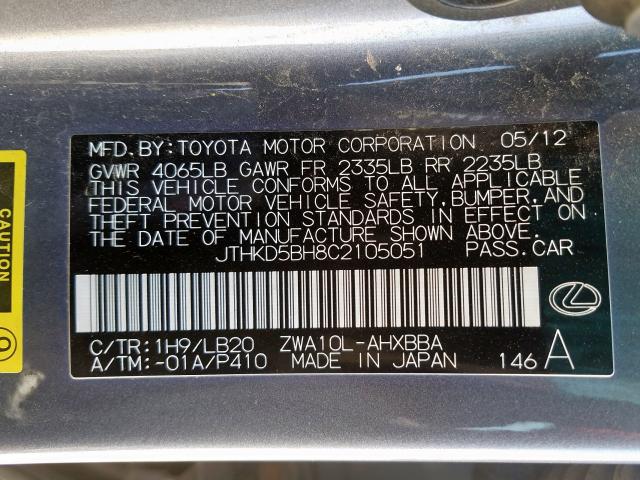 MFD.BY:TOYOTA MOTOR CORPORATION 05/12
GVWR 4065LB GAWR FR 2335LB RR 2235LB
THIS VEHICLE CONFORMS TO ALL APPLICABLE
FEDERAL MOTOR VEHICLE SAFETY,BUMPER,AND
THEFT PREVENTION STANDARDS IN EFFECT ON
THE DATE OF MANUFACTURE SHOWN ABOVE.
JTHKD5BH8C2105051 PASS.CAR
C/TR:1H9/LB20 ZWA10L-AHXBBA
A/TM:-01A/P410 MADE IN JAPAN 146 A